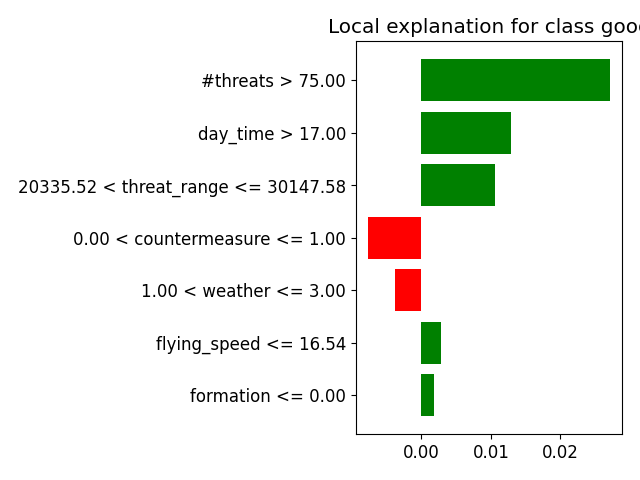 Local explanation for class good
#threats > 75.00
day_time > 17.00
20335.52 < threat_range <= 30147.58
0.00 < countermeasure <= 1.00
1.00 < weather <= 3.00
flying_speed <= 16.54
formation <= 0.00
0.00 0.01 0.02